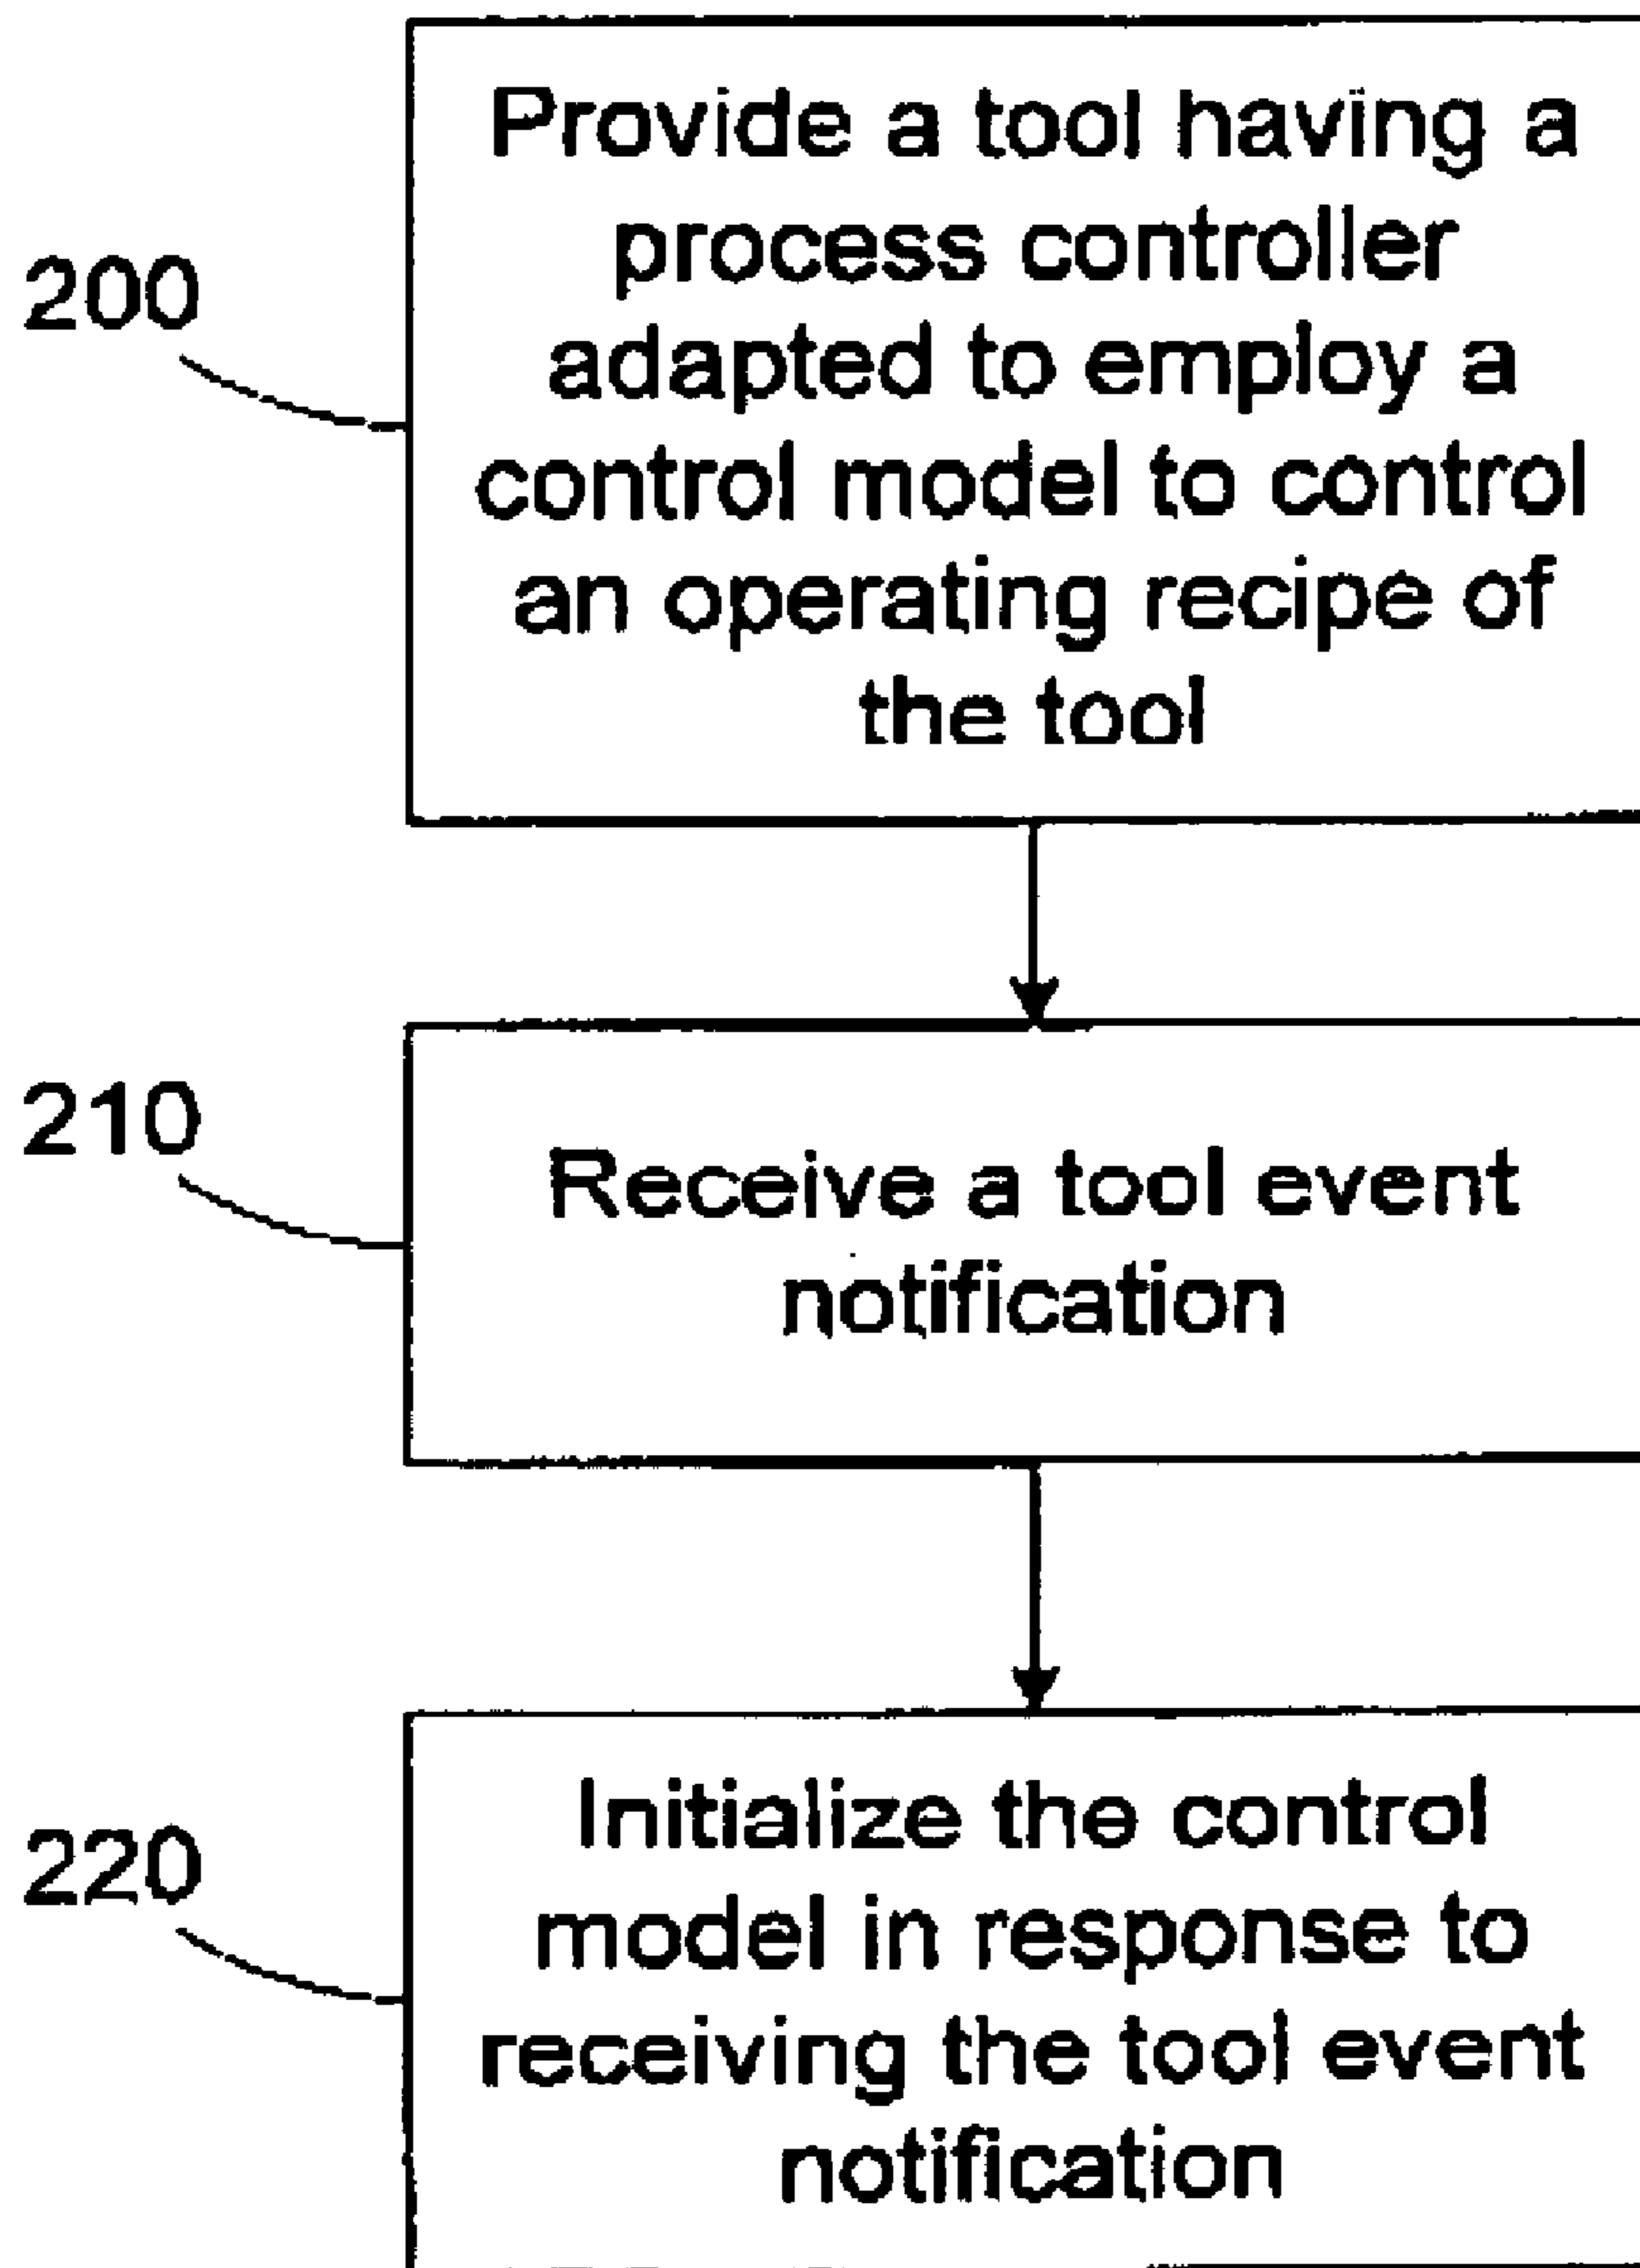 Provide a tool having a
process controller
adapted to employ a
control model to control
an operating recipe of
the tool
200
Receive a tool event
notification
210
Initialize the control
model in response to
receiving the tool event
notification
220